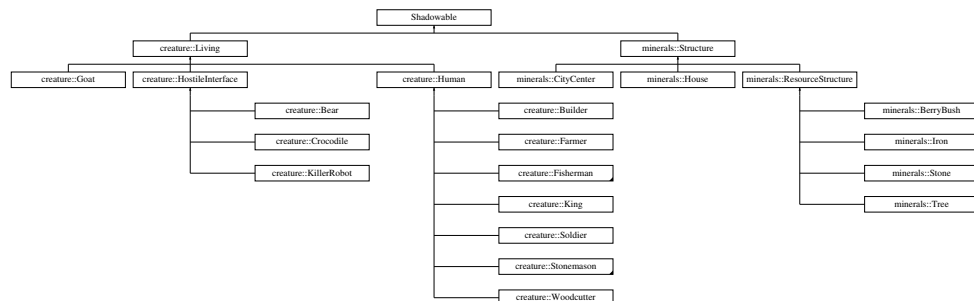 Shadowable
creature::Living
minerals::Structure
creature::Goat
creature::HostileInterface
creature::Human
minerals::CityCenter
minerals::House
minerals::ResourceStructure
creature::Bear
creature::Builder
minerals::BerryBush
creature::Crocodile
creature::Farmer
minerals::Iron
creature::KillerRobot
creature::Fisherman
minerals::Stone
creature::King
minerals::Tree
creature::Soldier
creature::Stonemason
creature::Woodcutter